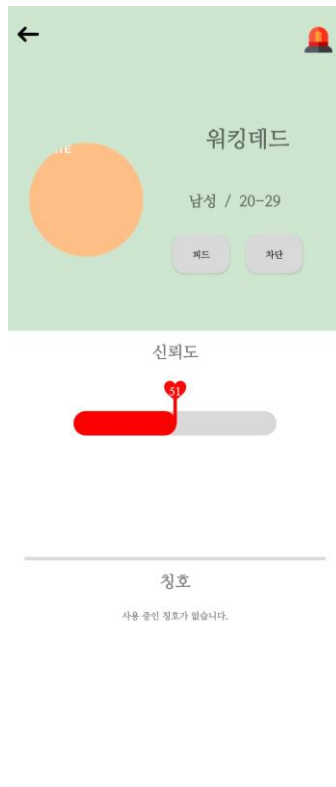 워킹데드
남성 / 20-29
피드 차단
신뢰도
51
칭호
사용 중인 칭호가 없습니다.